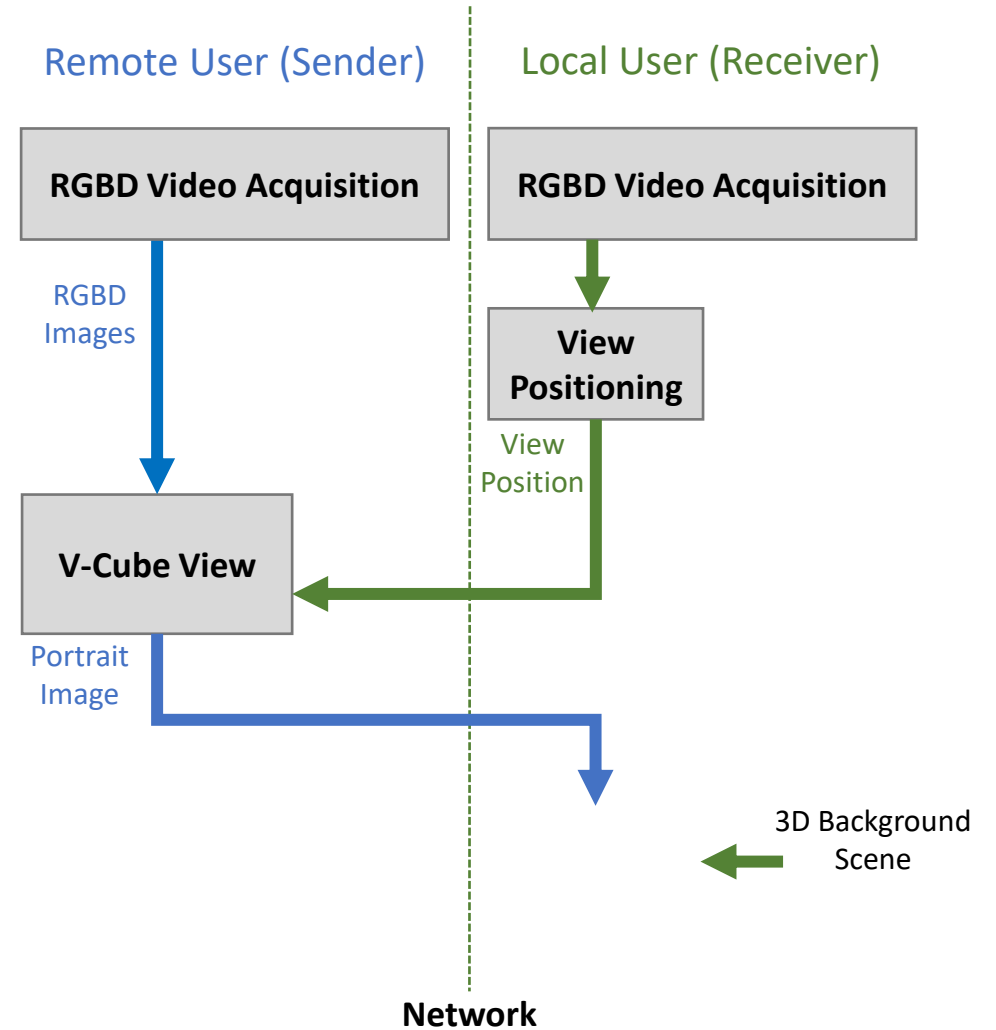 Remote User (Sender)
Local User (Receiver)
RGBD Video Acquisition
RGBD Video Acquisition
RGBD
Images
View
Positioning
View
Position
V-Cube View
Portrait
Image
3D Background
Scene
Network